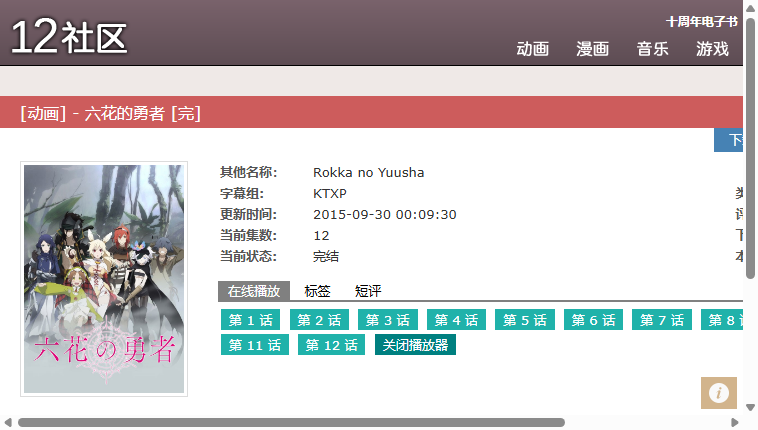 12社区
十周年电子书
动画 漫画 音乐 游戏
[动画] - 六花的勇者 [完]
下
六花の勇者
其他名称: Rokka no Yuusha
字幕组: KTXP
更新时间: 2015-09-30 00:09:30
当前集数: 12
当前状态: 完结
在线播放 标签 短评
第 1 话 第 2 话 第 3 话 第 4 话 第 5 话 第 6 话 第 7 话 第 8
第 11 话 第 12 话 关闭播放器